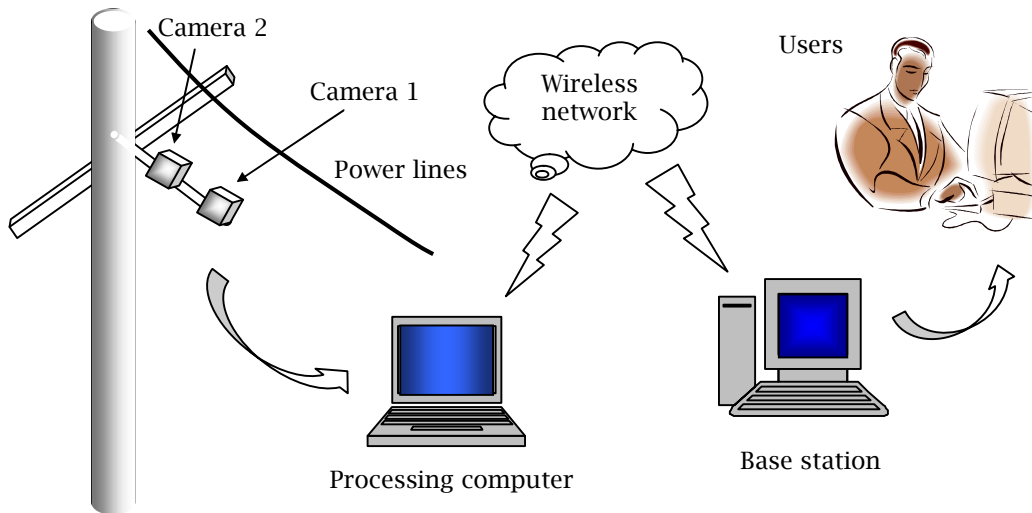 Camera 2
Camera 1
Power lines
Wireless
network
Users
Processing computer
Base station